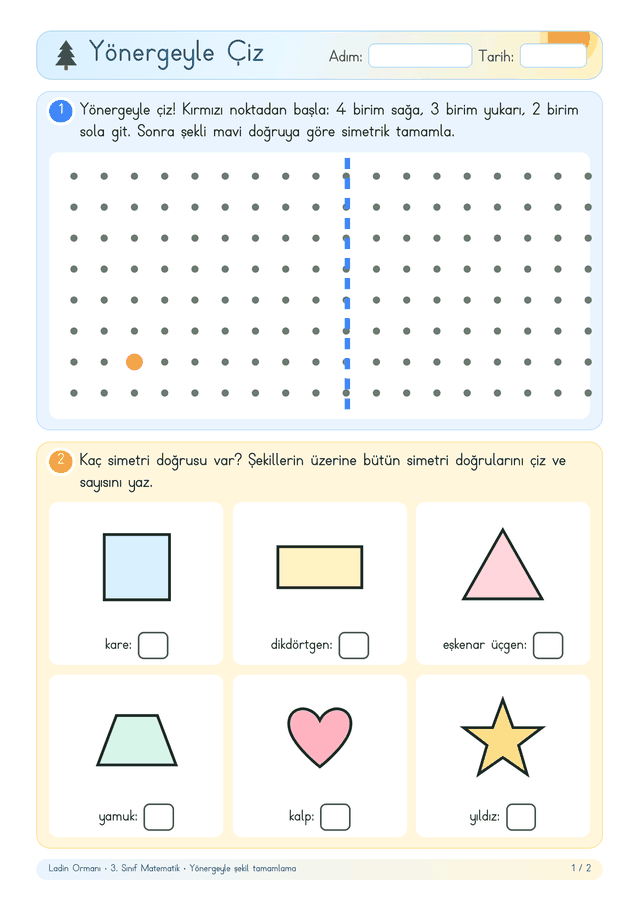 Yönergeyle Çiz
Adım:
Tarih:
1
Yönergeyle çiz! Kırmızı noktadan başla: 4 birim sağa, 3 birim yukarı, 2 birim
sola git. Sonra şekli mavi doğruya göre simetrik tamamla.
2
Kaç simetri doğrusu var? Şekillerin üzerine bütün simetri doğrularını çiz ve
sayısını yaz.
kare:
dikdörtgen:
eşkenar üçgen:
yamuk:
kalp:
yıldız:
Ladin Ormanı • 3. Sınıf Matematik • Yönergeyle şekil tamamlama
1 / 2